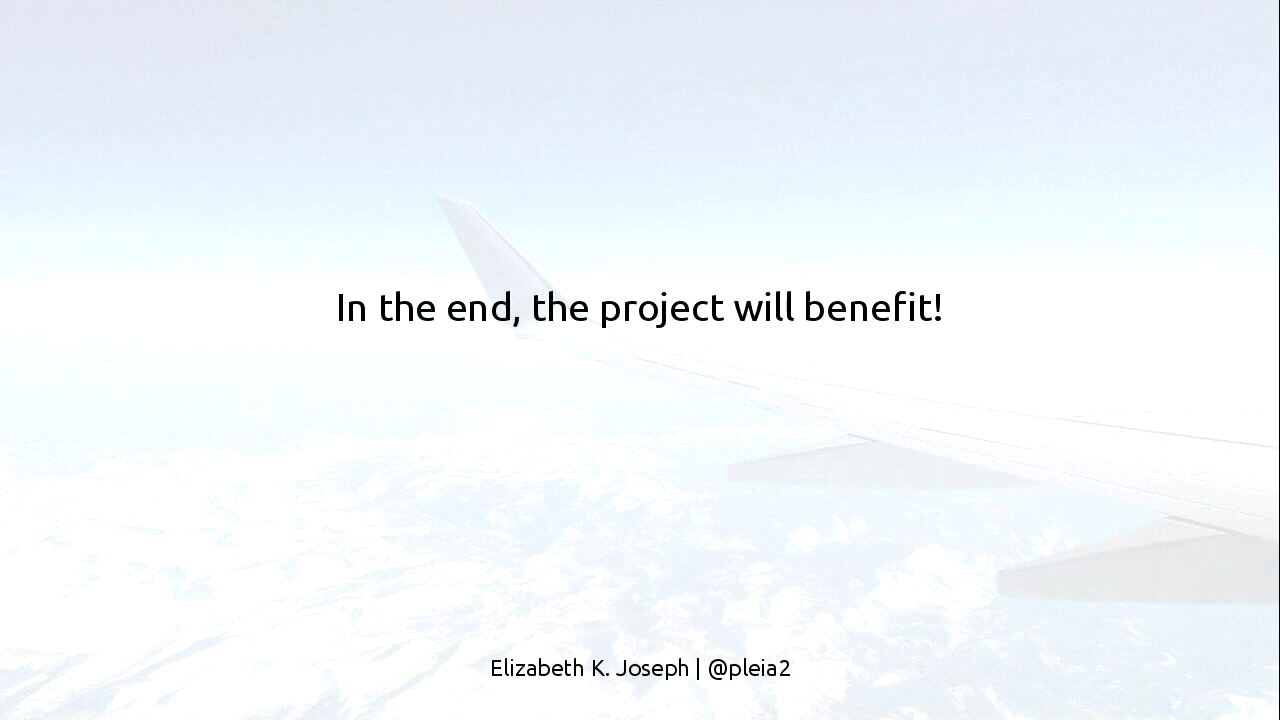 In the end, the project will benefit!
Elizabeth K. Joseph | @pleia2